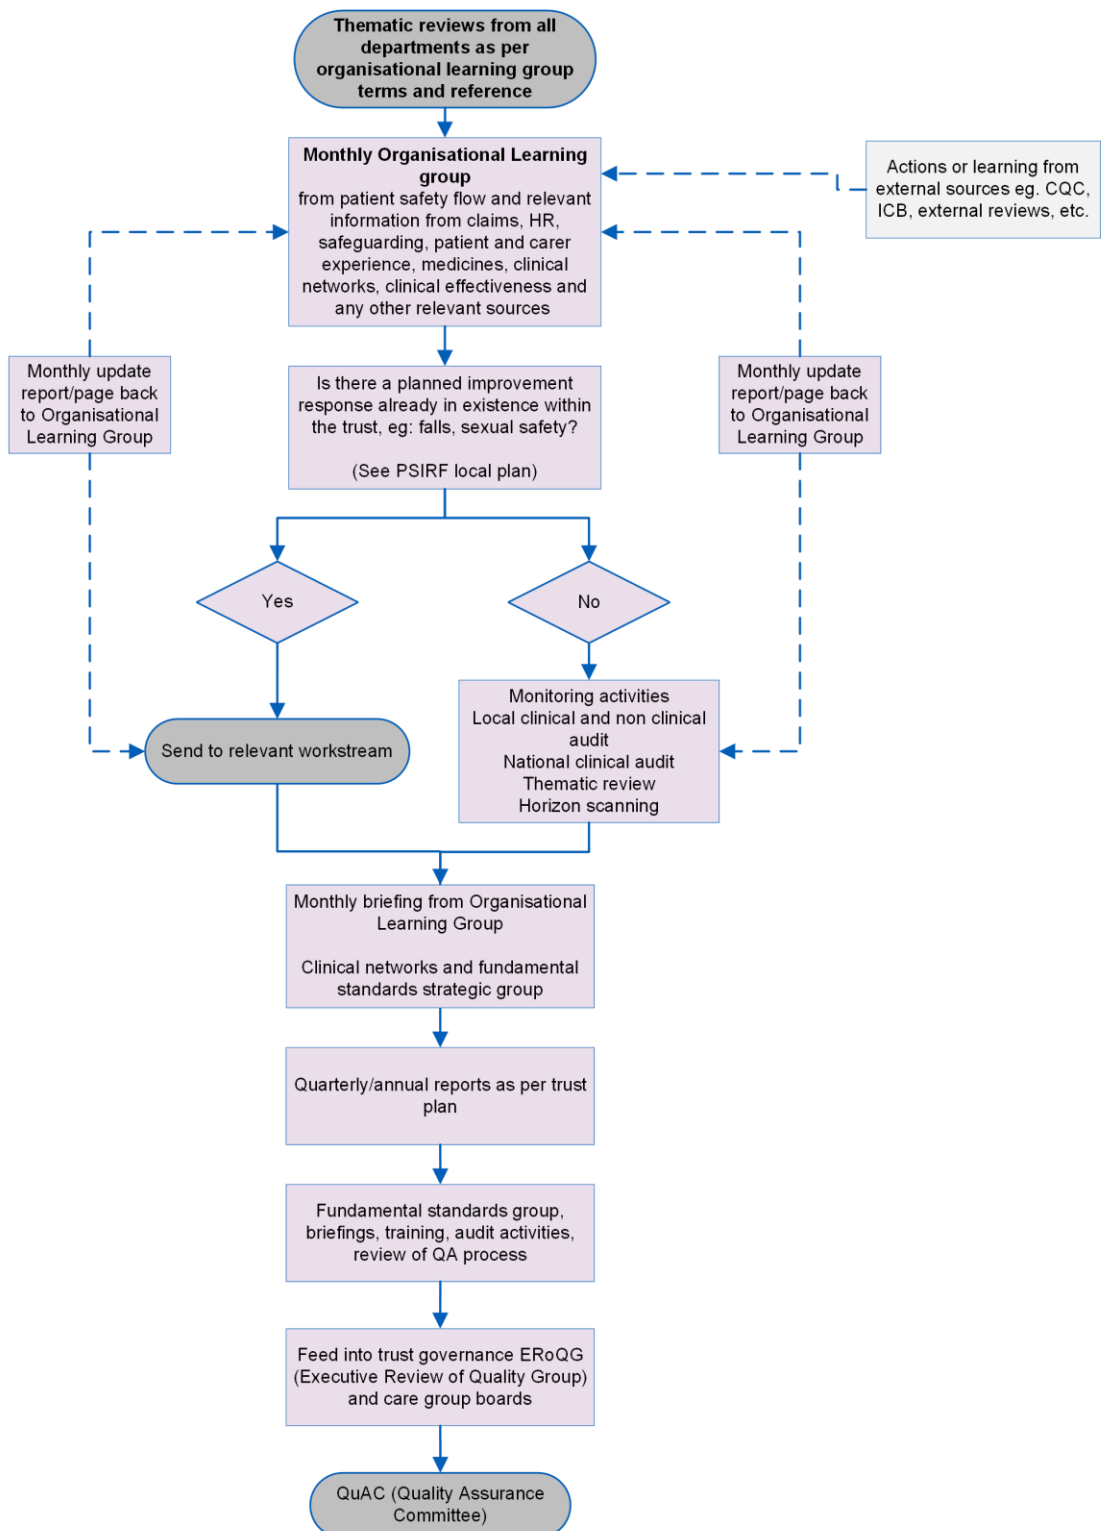 Thematic reviews from all
departments as per
organisational learning group
terms and reference
Monthly Organisational Learning
group
from patient safety flow and relevant
information from claims, HR,
safeguarding, patient and carer
experience, medicines, clinical
networks, clinical effectiveness and
any other relevant sources
Actions or learning from
external sources eg. CQC,
ICB, external reviews, etc.
Monthly update
report/page back
to Organisational
Learning Group
Is there a planned improvement
response already in existence within
the trust, eg: falls, sexual safety?
(See PSIRF local plan)
Monthly update
report/page back
to Organisational
Learning Group
Yes
No
Send to relevant workstream
Monitoring activities
Local clinical and non clinical
audit
National clinical audit
Thematic review
Horizon scanning
Monthly briefing from Organisational
Learning Group
Clinical networks and fundamental
standards strategic group
Quarterly/annual reports as per trust
plan
Fundamental standards group,
briefings, training, audit activities,
review of QA process
Feed into trust governance ERoQG
(Executive Review of Quality Group)
and care group boards
QuAC (Quality Assurance
Committee)